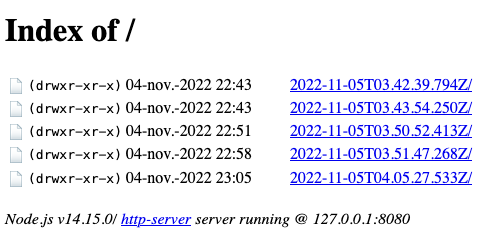 Index of /
(drwxr-xr-x) 04-nov.-2022 22:43 2022-11-05T03.42.39.794Z/
(drwxr-xr-x) 04-nov.-2022 22:43 2022-11-05T03.43.54.250Z/
(drwxr-xr-x) 04-nov.-2022 22:51 2022-11-05T03.50.52.413Z/
(drwxr-xr-x) 04-nov.-2022 22:58 2022-11-05T03.51.47.268Z/
(drwxr-xr-x) 04-nov.-2022 23:05 2022-11-05T04.05.27.533Z/
Node.js v14.15.0/ http-server server running @ 127.0.0.1:8080